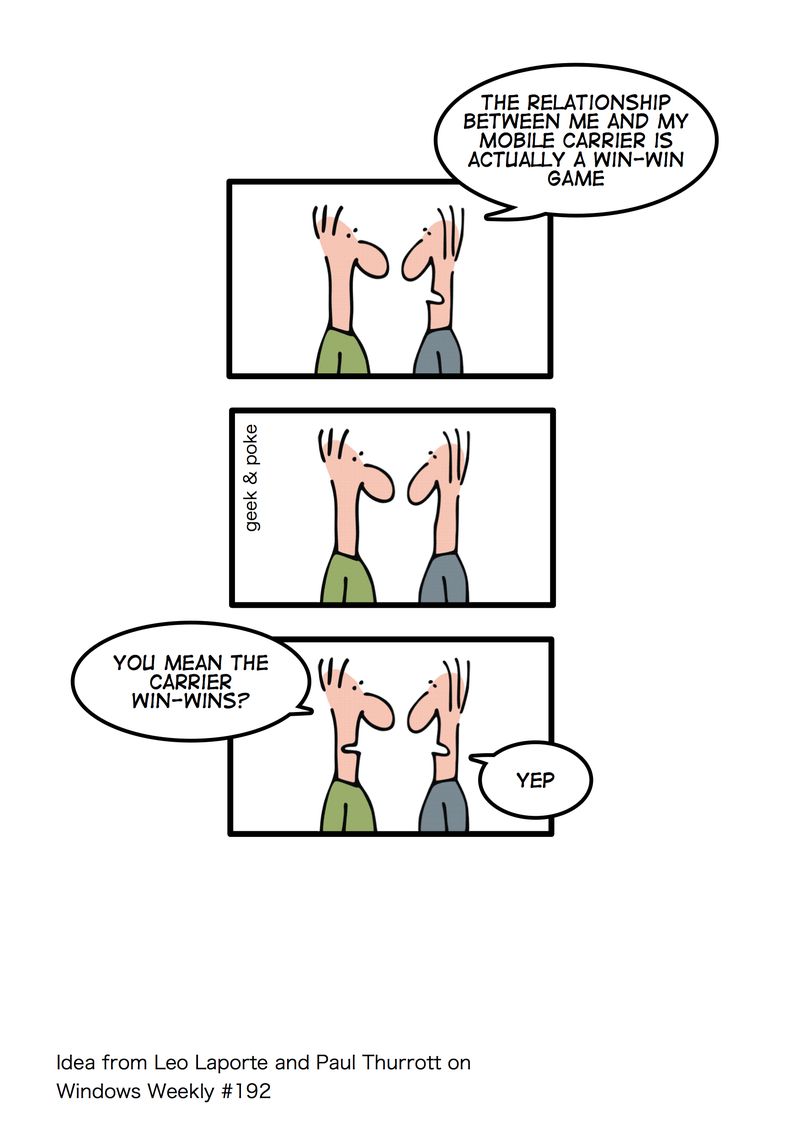 THE RELATIONSHIP
BETWEEN ME AND MY
MOBILE CARRIER IS
ACTUALLY A WIN-WIN
GAME
geek & poke
YOU MEAN THE
CARRIER
WIN-WINS?
YEP
Idea from Leo Laporte and Paul Thurrott on
Windows Weekly #192